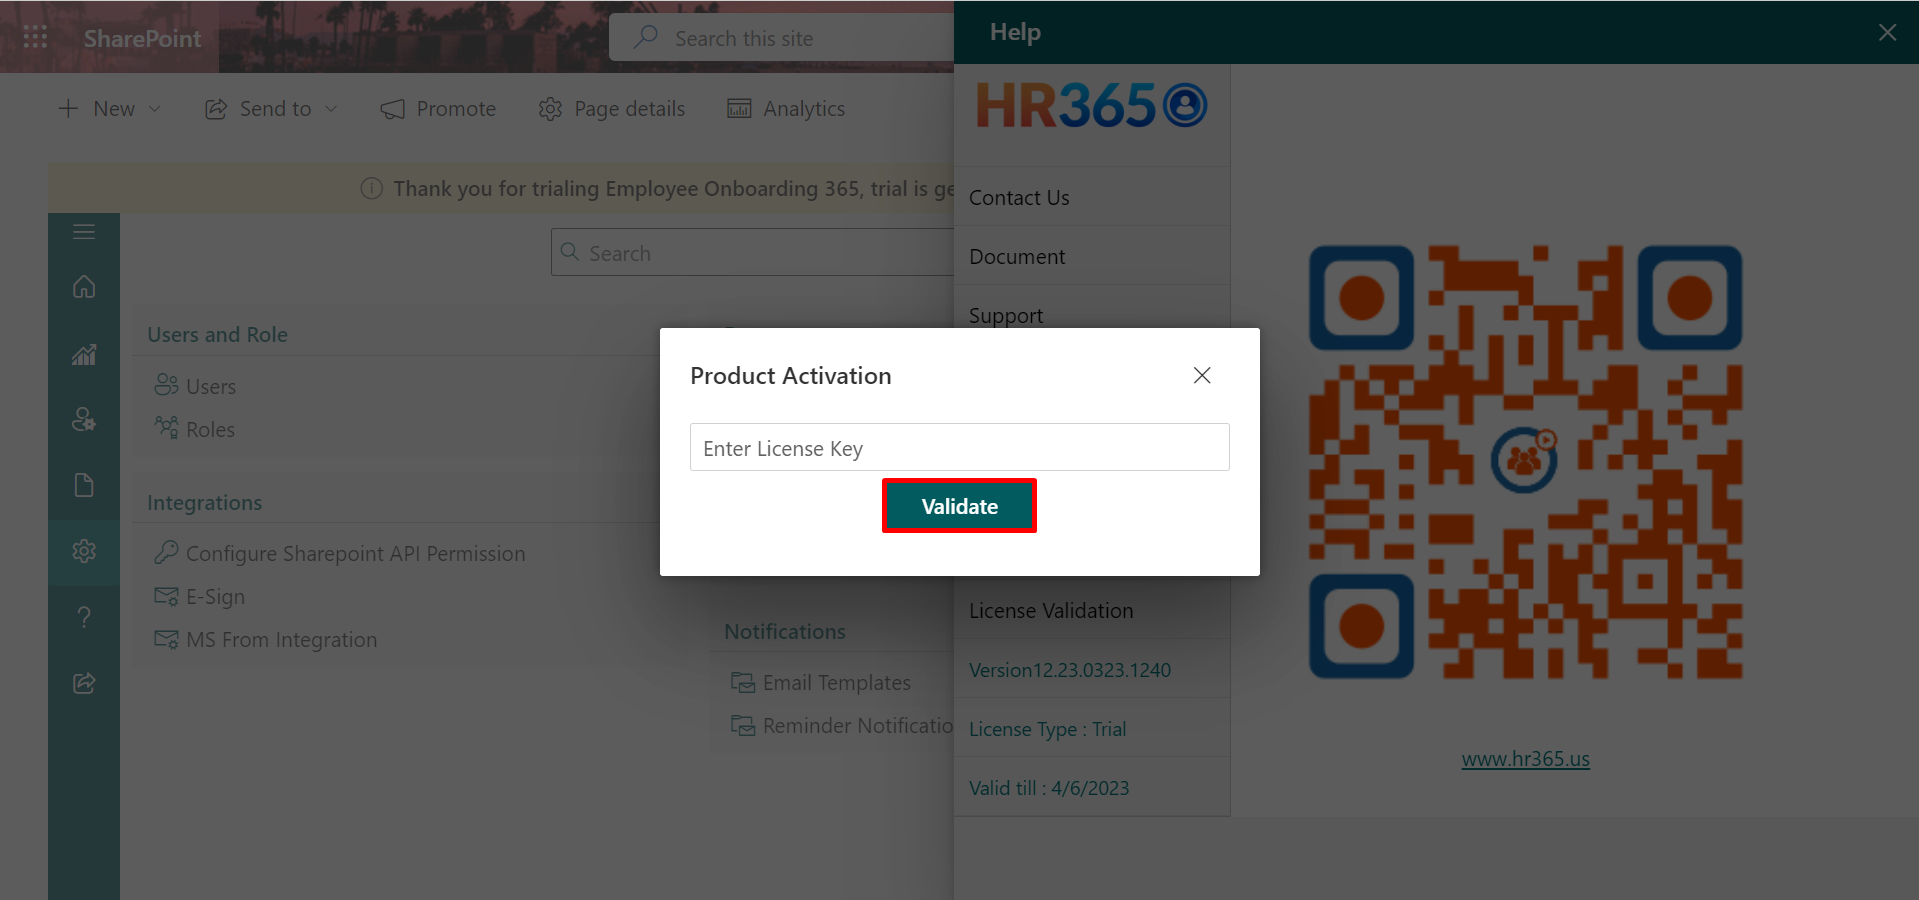 SharePoint
Search this site
Help
New
Send to
Promote
Page details
Analytics
HR365
Thank you for trialing Employee Onboarding 365, trial is ge
Contact Us
Document
Support
Search
Users and Role
Users
Roles
Integrations
Configure Sharepoint API Permission
E-Sign
MS From Integration
Product Activation
Enter License Key
Validate
Notifications
Email Templates
Reminder Notificatio
License Validation
Version12.23.0323.1240
License Type : Trial
Valid till : 4/6/2023
www.hr365.us